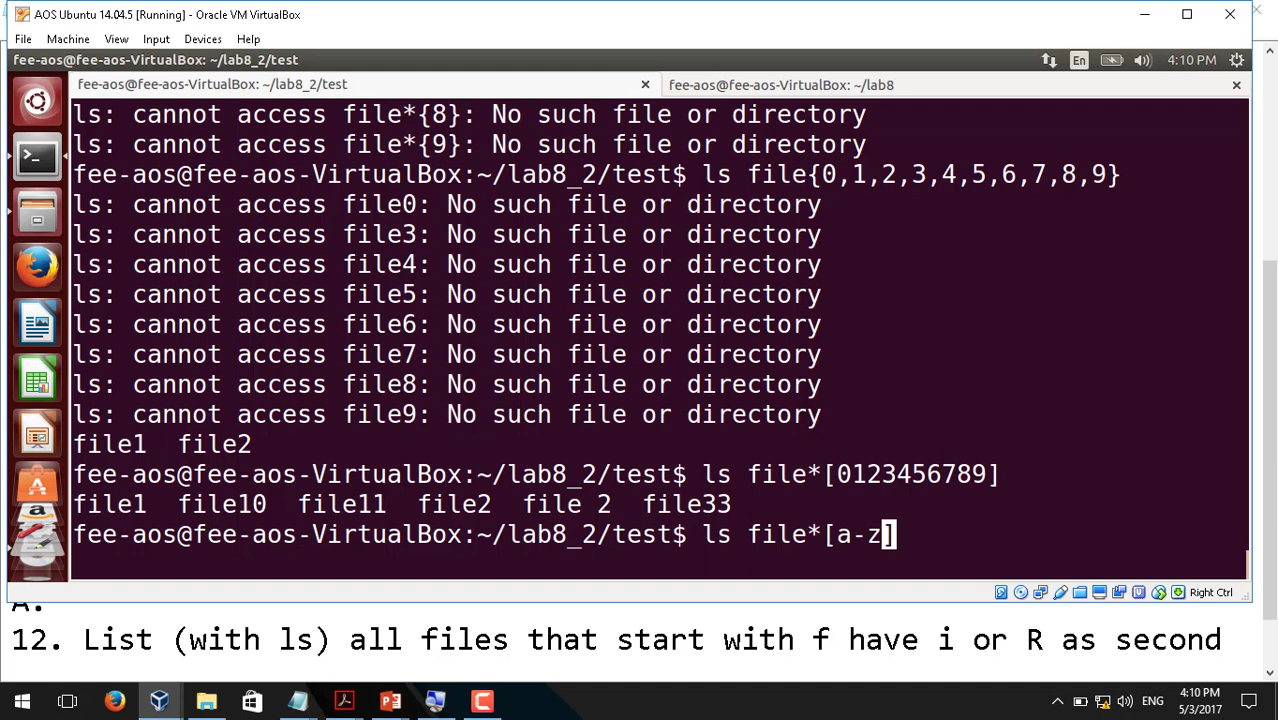 AOS Ubuntu 14.04.5 [Running] - Oracle VM VirtualBox
File Machine View Input Devices Help
fee-aos@fee-aos-VirtualBox: ~/lab8_2/test En 4:10 PM
fee-aos@fee-aos-VirtualBox: ~/lab8_2/test fee-aos@fee-aos-VirtualBox: ~/lab8
ls: cannot access file*{8}: No such file or directory
ls: cannot access file*{9}: No such file or directory
fee-aos@fee-aos-VirtualBox:~/lab8_2/test$ ls file{0,1,2,3,4,5,6,7,8,9}
ls: cannot access file0: No such file or directory
ls: cannot access file3: No such file or directory
ls: cannot access file4: No such file or directory
ls: cannot access file5: No such file or directory
ls: cannot access file6: No such file or directory
ls: cannot access file7: No such file or directory
ls: cannot access file8: No such file or directory
ls: cannot access file9: No such file or directory
file1  file2
fee-aos@fee-aos-VirtualBox:~/lab8_2/test$ ls file*[0123456789]
file1  file10  file11  file2  file 2  file33
fee-aos@fee-aos-VirtualBox:~/lab8_2/test$ ls file*[a-z]
Right Ctrl
A.
12. List (with ls) all files that start with f have i or R as second
ENG 4:10 PM
5/3/2017